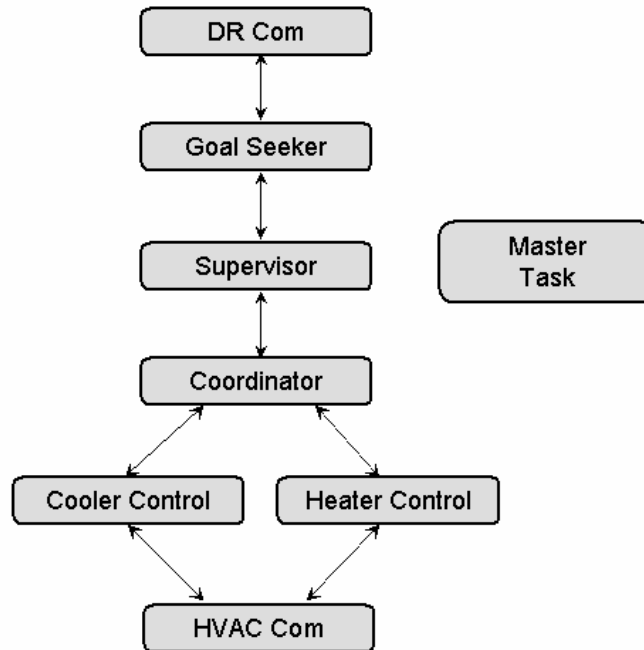 DR Com
Goal Seeker
Supervisor
Master
Task
Coordinator
Cooler Control
Heater Control
HVAC Com